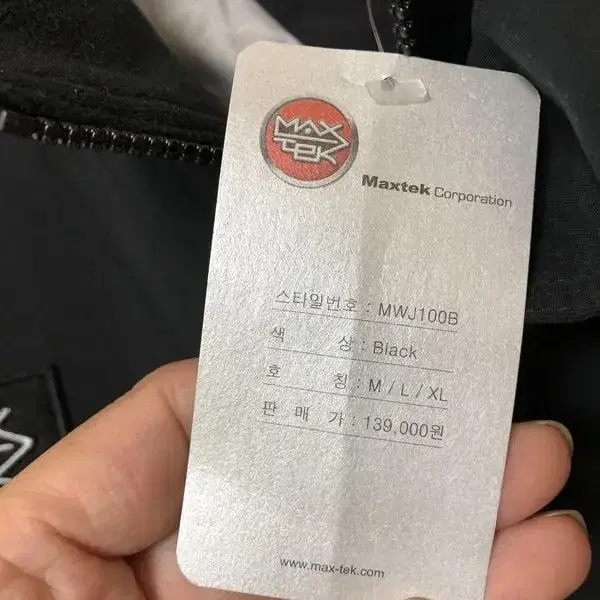 MAX
TEK
Maxtek Corporation
스타일번호 : MWJ100B
색 상 : Black
호 칭 : M / L / XL
판 매 가 : 139,000원
www.max-tek.com